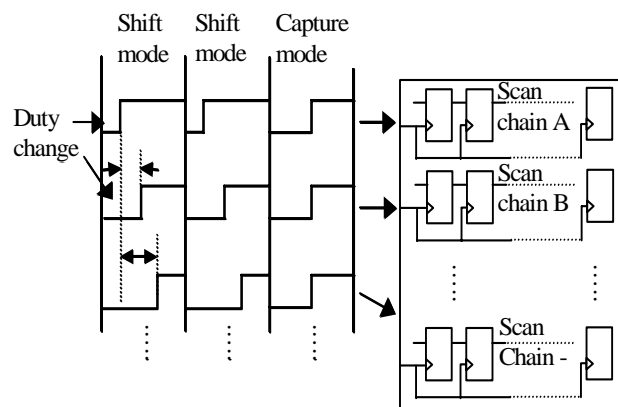 Shift
mode
Shift
mode
Capture
mode
Duty
change
Scan
chain A
Scan
chain B
Scan
Chain -